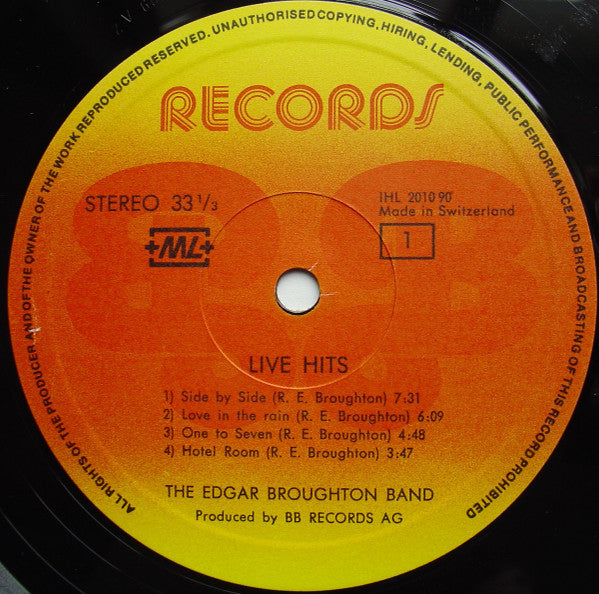 ALL RIGHTS OF THE PRODUCER AND OF THE OWNER OF THE WORK REPRODUCED RESERVED. UNAUTHORISED COPYING, HIRING, LENDING, PUBLIC PERFORMANCE AND BROADCASTING OF THIS RECORD PROHIBITED
RECORDS
STEREO 33 1/3
IHL 2010 90
Made in Switzerland
+ML+
1
LIVE HITS
1) Side by Side (R. E. Broughton) 7:31
2) Love in the rain (R. E. Broughton) 6:09
3) One to Seven (R. E. Broughton) 4:48
4) Hotel Room (R. E. Broughton) 3:47
THE EDGAR BROUGHTON BAND
Produced by BB RECORDS AG